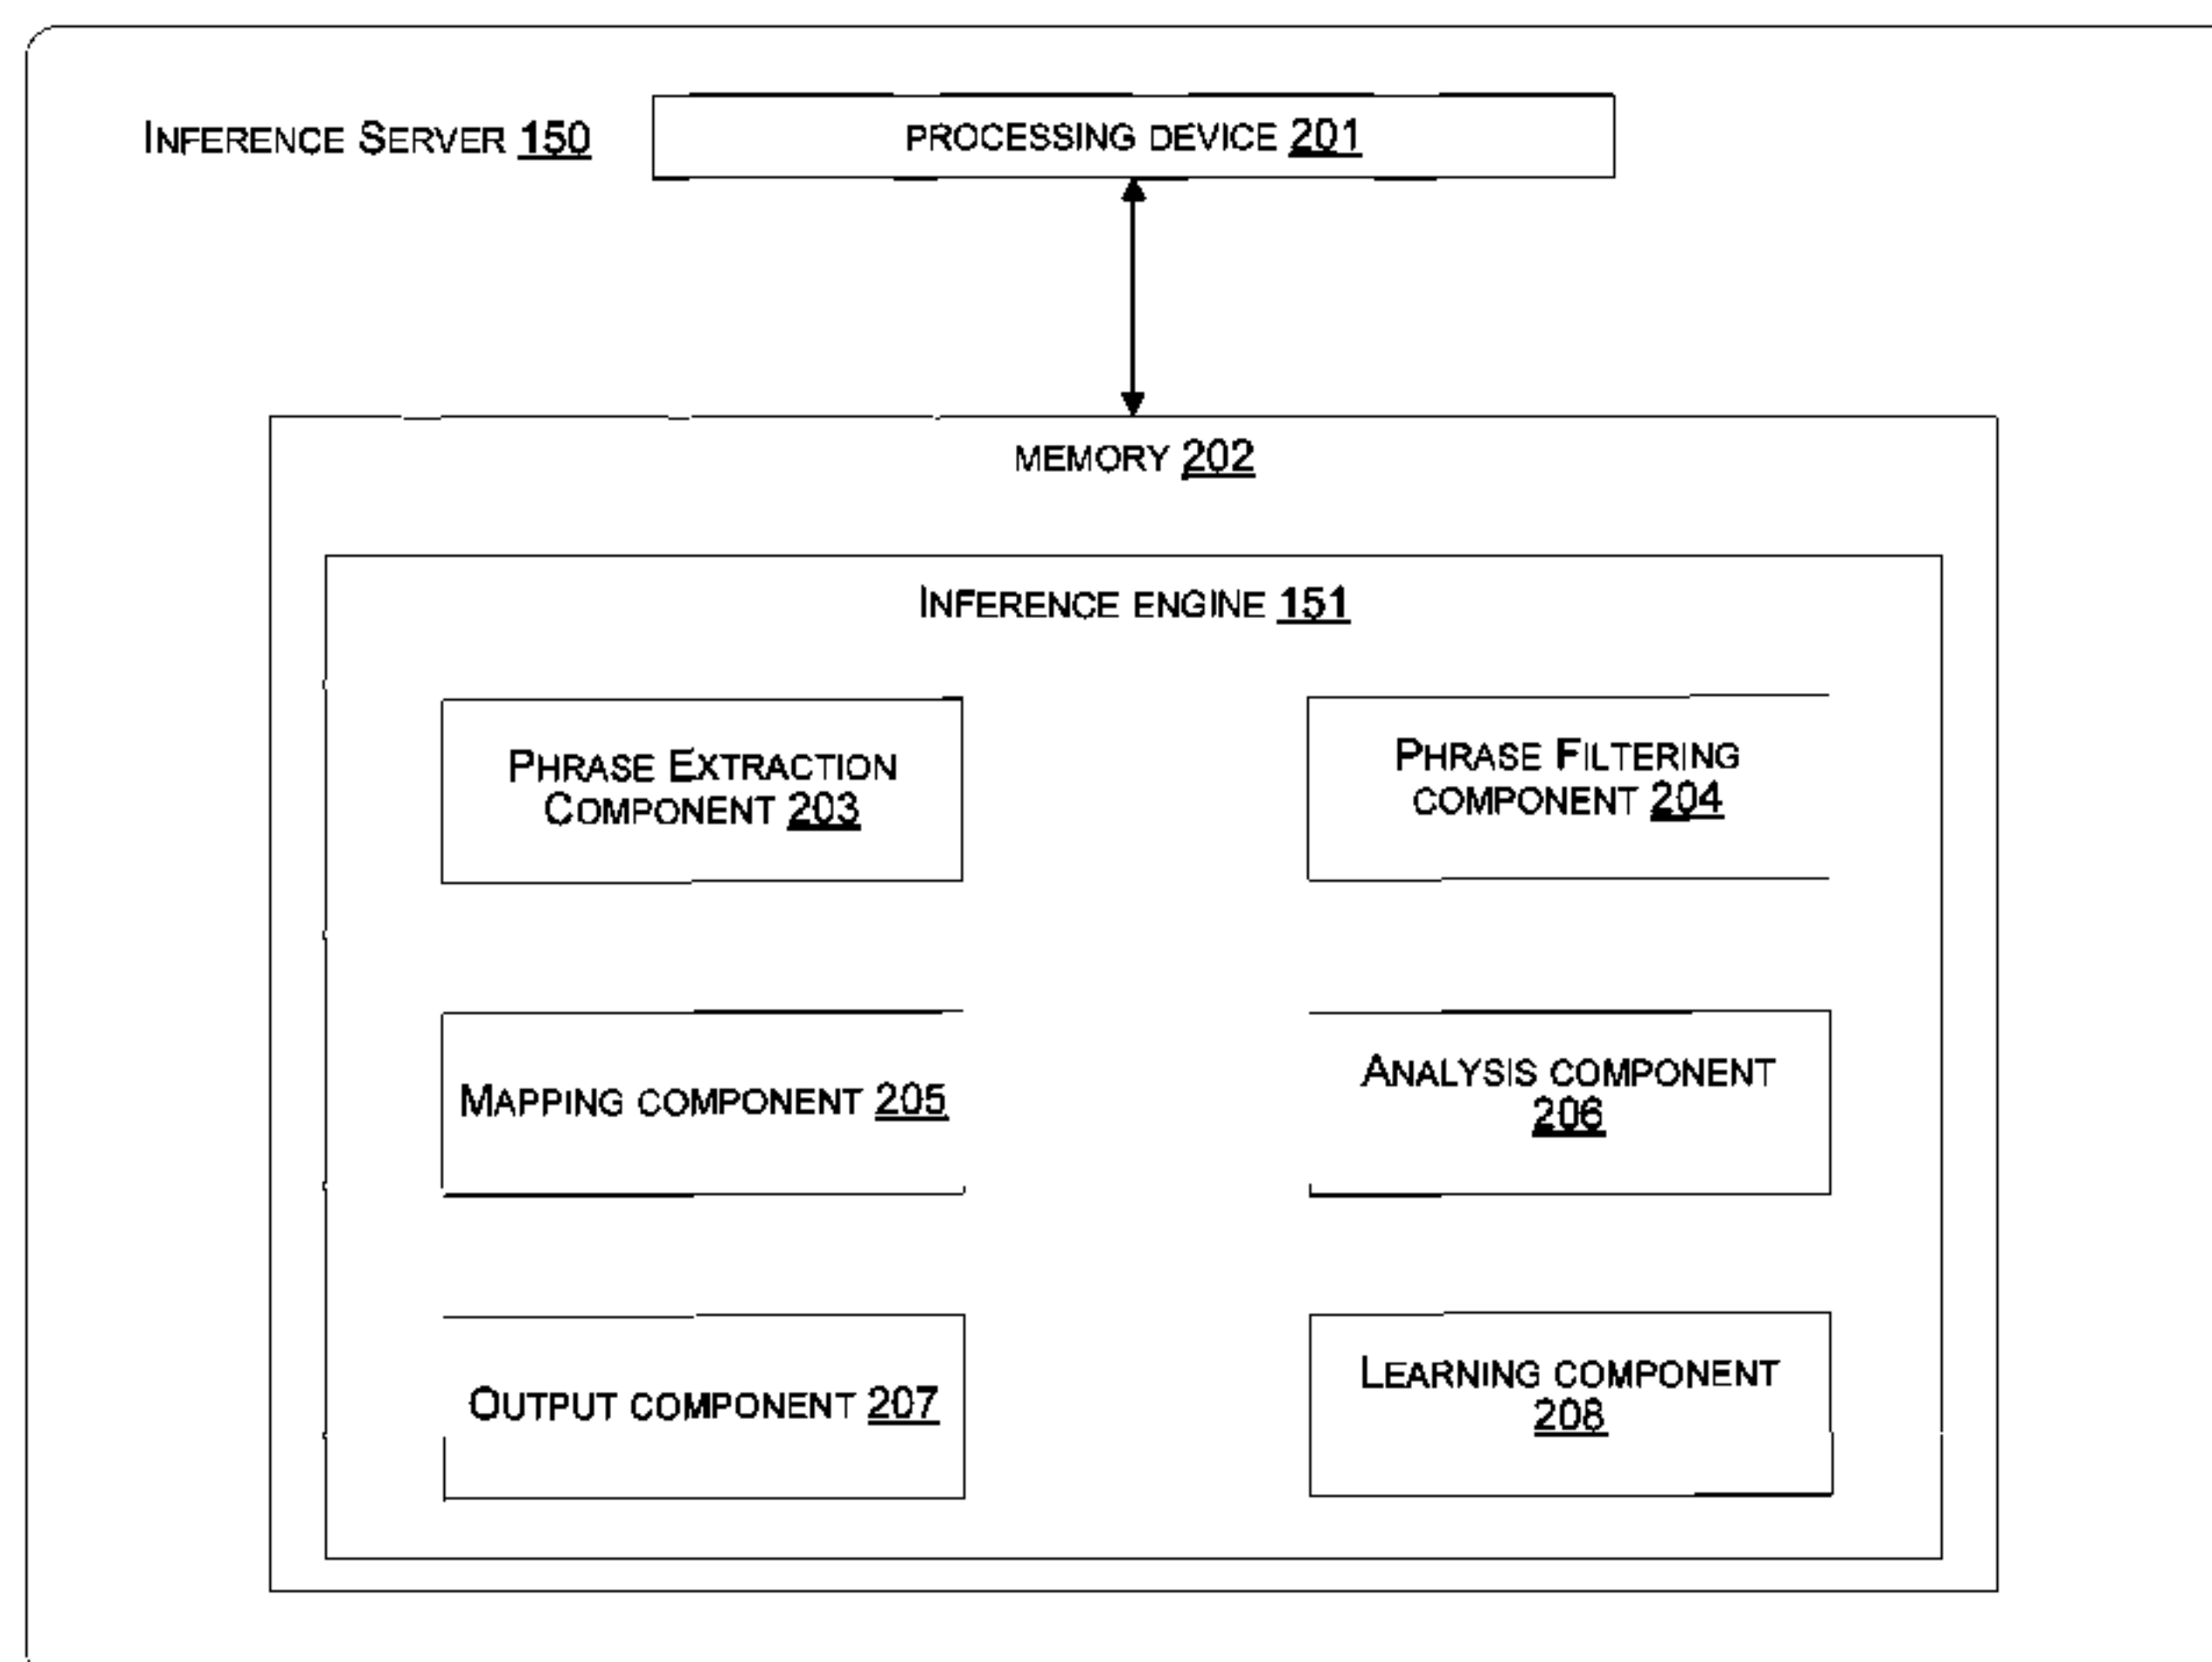 INFERENCE SERVER 150
PROCESSING DEVICE 201
MEMORY 202
INFERENCE ENGINE 151
PHRASE EXTRACTION
COMPONENT 203
PHRASE FILTERING
COMPONENT 204
MAPPING COMPONENT 205
ANALYSIS COMPONENT
206
OUTPUT COMPONENT 207
LEARNING COMPONENT
208